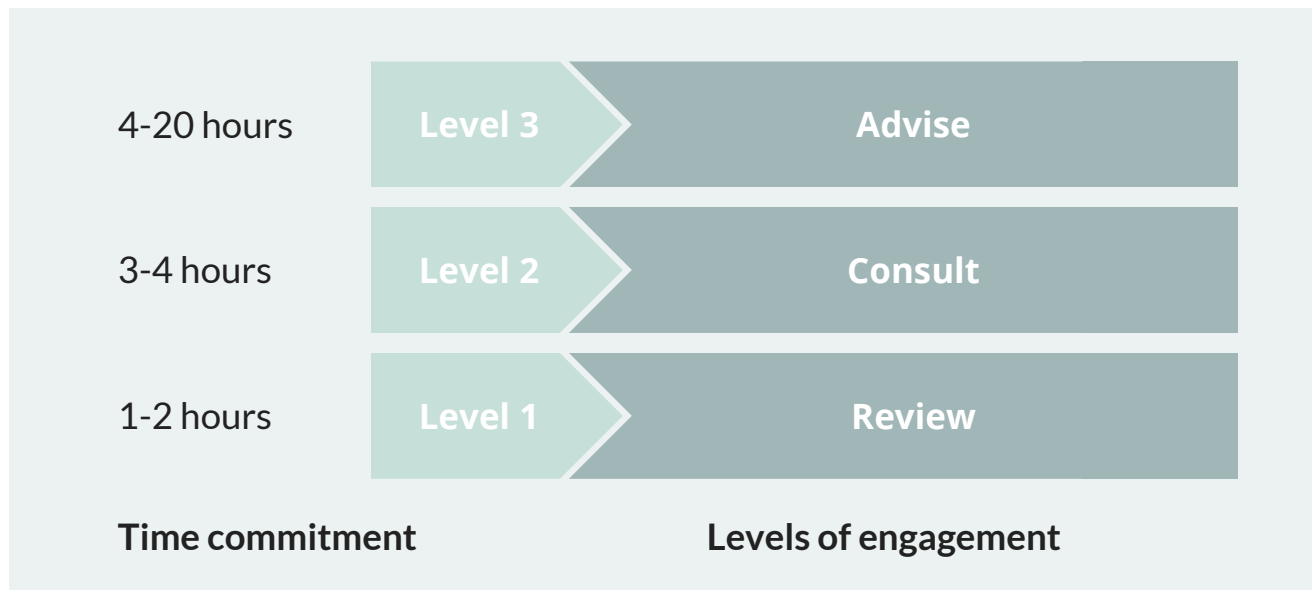 4-20 hours Level 3 Advise
3-4 hours Level 2 Consult
1-2 hours Level 1 Review
Time commitment Levels of engagement